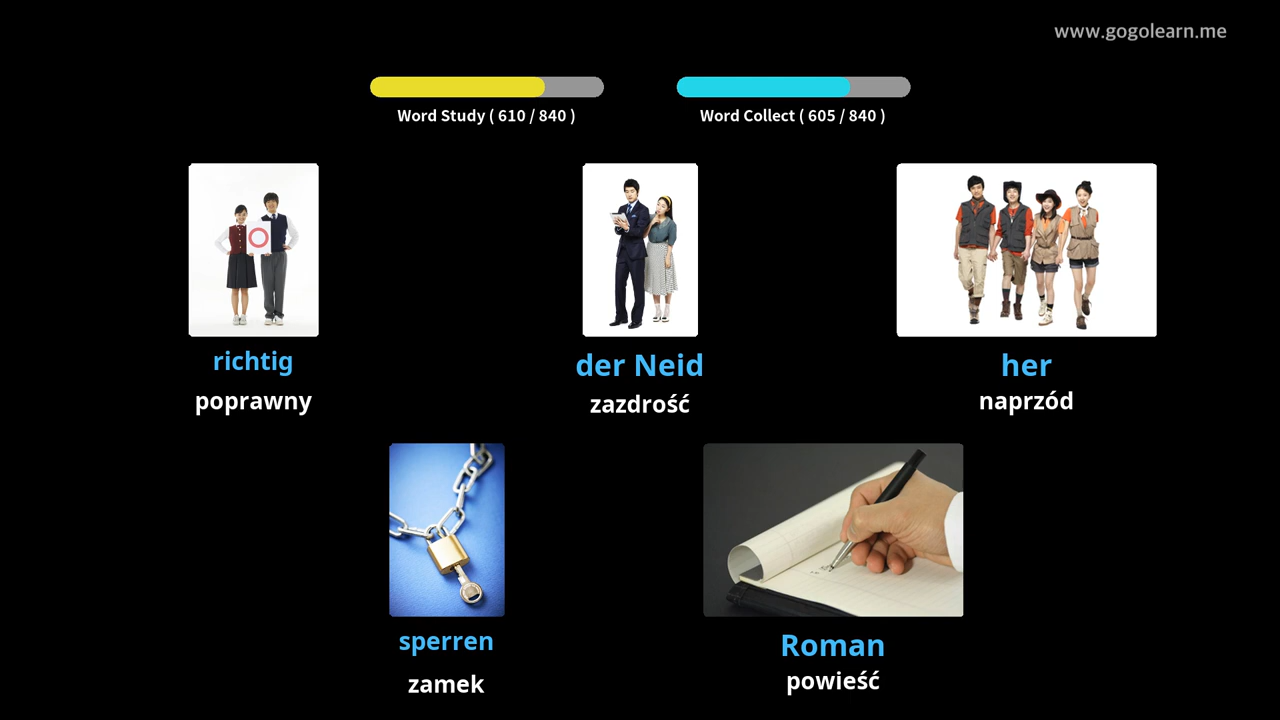 www.gogolearn.me
Word Study ( 610 / 840 )
Word Collect ( 605 / 840 )
richtig
poprawny
der Neid
zazdrość
her
naprzód
sperren
zamek
Roman
powieść